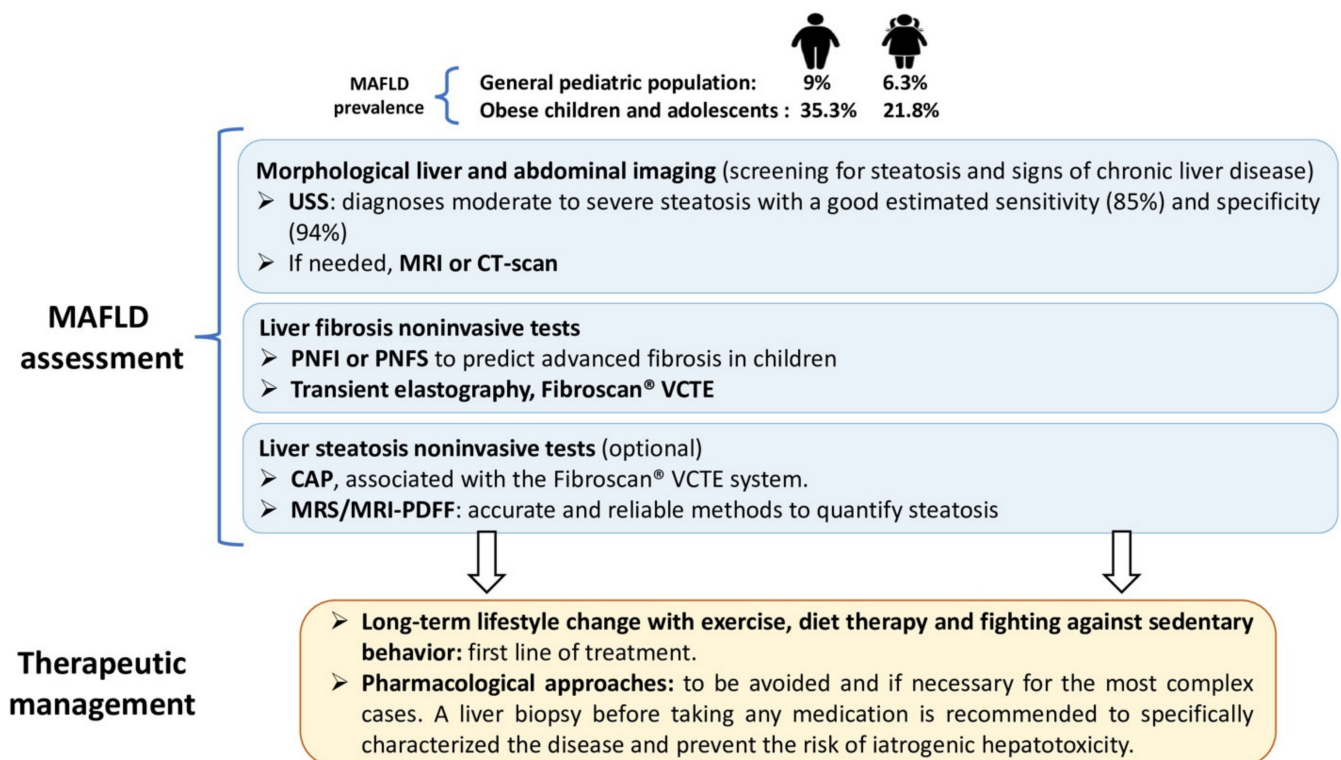 MAFLD
prevalence
General pediatric population: 9% 6.3%
Obese children and adolescents : 35.3% 21.8%
MAFLD
assessment
Morphological liver and abdominal imaging (screening for steatosis and signs of chronic liver disease)
➢ USS: diagnoses moderate to severe steatosis with a good estimated sensitivity (85%) and specificity
(94%)
➢ If needed, MRI or CT-scan
Liver fibrosis noninvasive tests
➢ PNFI or PNFS to predict advanced fibrosis in children
➢ Transient elastography, Fibroscan® VCTE
Liver steatosis noninvasive tests (optional)
➢ CAP, associated with the Fibroscan® VCTE system.
➢ MRS/MRI-PDFF: accurate and reliable methods to quantify steatosis
Therapeutic
management
➢ Long-term lifestyle change with exercise, diet therapy and fighting against sedentary
behavior: first line of treatment.
➢ Pharmacological approaches: to be avoided and if necessary for the most complex
cases. A liver biopsy before taking any medication is recommended to specifically
characterized the disease and prevent the risk of iatrogenic hepatotoxicity.